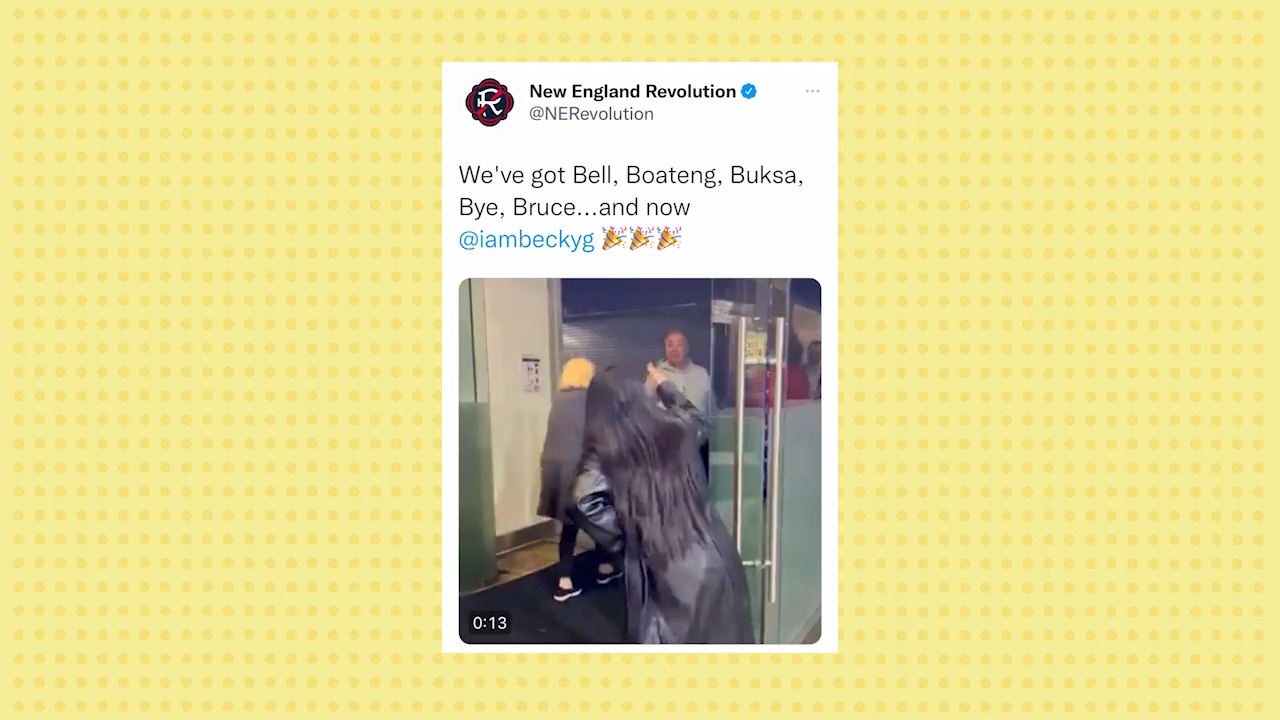 New England Revolution
@NERevolution
We've got Bell, Boateng, Buksa,
Bye, Bruce...and now
@iambeckyg 🎉🎉🎉
0:13